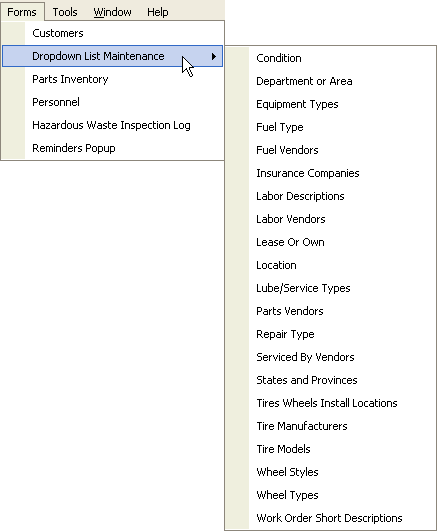 Forms Tools Window Help
Customers
Dropdown List Maintenance
Parts Inventory
Personnel
Hazardous Waste Inspection Log
Reminders Popup
Condition
Department or Area
Equipment Types
Fuel Type
Fuel Vendors
Insurance Companies
Labor Descriptions
Labor Vendors
Lease Or Own
Location
Lube/Service Types
Parts Vendors
Repair Type
Serviced By Vendors
States and Provinces
Tires Wheels Install Locations
Tire Manufacturers
Tire Models
Wheel Styles
Wheel Types
Work Order Short Descriptions